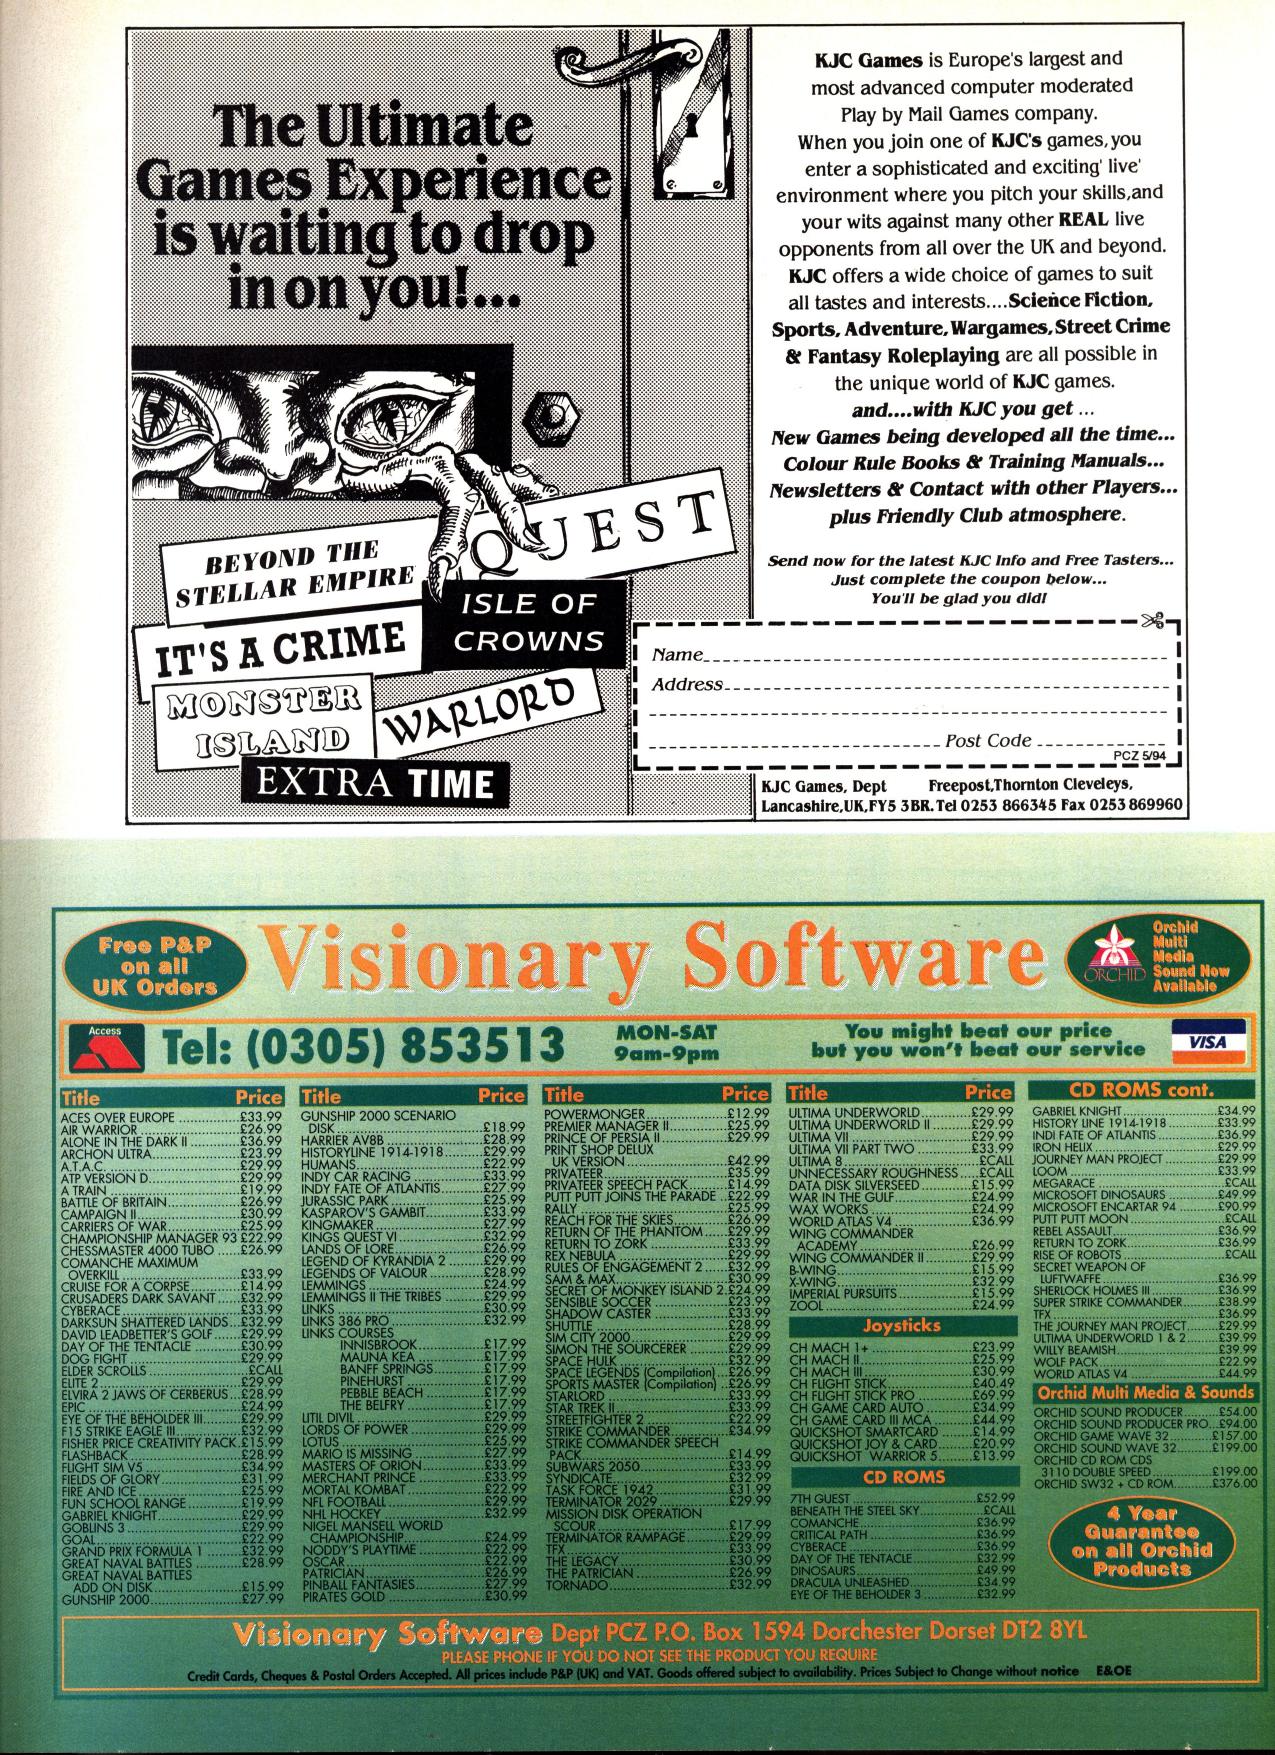 The Ultimate
Games Experience
is waiting to drop
in on you!...
BEYOND THE
STELLAR EMPIRE
QUEST
ISLE OF
CROWNS
IT'S A CRIME
MONSTER
ISLAND
WARLORD
EXTRA TIME
KJC Games is Europe's largest and
most advanced computer moderated
Play by Mail Games company.
When you join one of KJC's games,you
enter a sophisticated and exciting' live'
environment where you pitch your skills,and
your wits against many other REAL live
opponents from all over the UK and beyond.
KJC offers a wide choice of games to suit
all tastes and interests....Science Fiction,
Sports, Adventure, Wargames, Street Crime
& Fantasy Roleplaying are all possible in
the unique world of KJC games.
and....with KJC you get ...
New Games being developed all the time...
Colour Rule Books & Training Manuals...
Newsletters & Contact with other Players...
plus Friendly Club atmosphere.
Send now for the latest KJC Info and Free Tasters...
Just complete the coupon below...
You'll be glad you did!
Name
Address
Post Code
PCZ 5/94
KJC Games, Dept Freepost,Thornton Cleveleys,
Lancashire,UK,FY5 3BR. Tel 0253 866345 Fax 0253 869960
Free P&P
on all
UK Orders
Visionary Software
ORCHID
Orchid
Multi
Media
Sound Now
Available
Access
Tel: (0305) 853513
MON-SAT
9am-9pm
You might beat our price
but you won't beat our service
VISA
Title Price
ACES OVER EUROPE £33.99
AIR WARRIOR £26.99
ALONE IN THE DARK II £36.99
ARCHON ULTRA £23.99
A.T.A.C. £29.99
ATP VERSION D £29.99
A TRAIN £19.99
BATTLE OF BRITAIN £26.99
CAMPAIGN II £30.99
CARRIERS OF WAR £25.99
CHAMPIONSHIP MANAGER 93 £22.99
CHESSMASTER 4000 TUBO £26.99
COMANCHE MAXIMUM
OVERKILL £33.99
CRUISE FOR A CORPSE £14.99
CRUSADERS DARK SAVANT £32.99
CYBERACE £33.99
DARKSUN SHATTERED LANDS £32.99
DAVID LEADBETTER'S GOLF £29.99
DAY OF THE TENTACLE £30.99
DOG FIGHT £29.99
ELDER SCROLLS £CALL
ELITE 2 £29.99
ELVIRA 2 JAWS OF CERBERUS £28.99
EPIC £24.99
EYE OF THE BEHOLDER III £29.99
F15 STRIKE EAGLE III £32.99
FISHER PRICE CREATIVITY PACK £15.99
FLASHBACK £28.99
FLIGHT SIM V5 £34.99
FIELDS OF GLORY £31.99
FIRE AND ICE £25.99
FUN SCHOOL RANGE £19.99
GABRIEL KNIGHT £29.99
GOBLINS 3 £29.99
GOAL £22.99
GRAND PRIX FORMULA 1 £32.99
GREAT NAVAL BATTLES £28.99
GREAT NAVAL BATTLES
ADD ON DISK £15.99
GUNSHIP 2000 £27.99
Title Price
GUNSHIP 2000 SCENARIO
DISK £18.99
HARRIER AV8B £28.99
HISTORYLINE 1914-1918 £29.99
HUMANS £22.99
INDY CAR RACING £33.99
INDY FATE OF ATLANTIS £27.99
JURASSIC PARK £25.99
KASPAROV'S GAMBIT £33.99
KINGMAKER £27.99
KINGS QUEST VI £32.99
LANDS OF LORE £26.99
LEGEND OF KYRANDIA 2 £29.99
LEGENDS OF VALOUR £28.99
LEMMINGS £24.99
LEMMINGS II THE TRIBES £29.99
LINKS £30.99
LINKS 386 PRO £32.99
LINKS COURSES
INNISBROOK £17.99
MAUNA KEA £17.99
BANFF SPRINGS £17.99
PINEHURST £17.99
PEBBLE BEACH £17.99
THE BELFRY £17.99
LITIL DIVIL £29.99
LORDS OF POWER £29.99
LOTUS £25.99
MARIO IS MISSING £27.99
MASTERS OF ORION £33.99
MERCHANT PRINCE £33.99
MORTAL KOMBAT £22.99
NFL FOOTBALL £29.99
NHL HOCKEY £32.99
NIGEL MANSELL WORLD
CHAMPIONSHIP £24.99
NODDY'S PLAYTIME £22.99
OSCAR £22.99
PATRICIAN £26.99
PINBALL FANTASIES £27.99
PIRATES GOLD £30.99
Title Price
POWERMONGER £12.99
PREMIER MANAGER II £25.99
PRINCE OF PERSIA II £29.99
PRINT SHOP DELUX
UK VERSION £42.99
PRIVATEER £35.99
PRIVATEER SPEECH PACK £14.99
PUTT PUTT JOINS THE PARADE £22.99
RALLY £25.99
REACH FOR THE SKIES £26.99
RETURN OF THE PHANTOM £29.99
RETURN TO ZORK £33.99
REX NEBULA £29.99
RULES OF ENGAGEMENT 2 £32.99
SAM & MAX £30.99
SECRET OF MONKEY ISLAND 2 £24.99
SENSIBLE SOCCER £23.99
SHADOW CASTER £33.99
SHUTTLE £28.99
SIM CITY 2000 £29.99
SIMON THE SOURCERER £29.99
SPACE HULK £32.99
SPACE LEGENDS (Compilation) £26.99
SPORTS MASTER (Compilation) £26.99
STARLORD £33.99
STAR TREK II £33.99
STREETFIGHTER 2 £22.99
STRIKE COMMANDER £34.99
STRIKE COMMANDER SPEECH
PACK £14.99
SUBWARS 2050 £33.99
SYNDICATE £32.99
TASK FORCE 1942 £31.99
TERMINATOR 2029 £29.99
MISSION DISK OPERATION
SCOUR £17.99
TERMINATOR RAMPAGE £29.99
TFX £33.99
THE LEGACY £30.99
THE PATRICIAN £26.99
TORNADO £32.99
Title Price
ULTIMA UNDERWORLD £29.99
ULTIMA UNDERWORLD II £29.99
ULTIMA VII £29.99
ULTIMA VII PART TWO £33.99
ULTIMA 8 £CALL
UNNECESSARY ROUGHNESS £CALL
DATA DISK SILVERSEED £15.99
WAR IN THE GULF £24.99
WAX WORKS £24.99
WORLD ATLAS V4 £36.99
WING COMMANDER
ACADEMY £26.99
WING COMMANDER II £29.99
B-WING £15.99
X-WING £32.99
IMPERIAL PURSUITS £15.99
ZOOL £24.99
Joysticks
CH MACH 1+ £23.99
CH MACH II £25.99
CH MACH III £30.99
CH FLIGHT STICK £40.49
CH FLIGHT STICK PRO £69.99
CH GAME CARD AUTO £34.99
CH GAME CARD III MCA £44.99
QUICKSHOT SMARTCARD £14.99
QUICKSHOT JOY & CARD £20.99
QUICKSHOT WARRIOR 5 £13.99
CD ROMS
7TH GUEST £52.99
BENEATH THE STEEL SKY £CALL
COMANCHE £36.99
CRITICAL PATH £36.99
CYBERACE £36.99
DAY OF THE TENTACLE £32.99
DINOSAURS £49.99
DRACULA UNLEASHED £34.99
EYE OF THE BEHOLDER 3 £32.99
CD ROMS cont.
GABRIEL KNIGHT £34.99
HISTORY LINE 1914-1918 £33.99
INDI FATE OF ATLANTIS £36.99
IRON HELIX £29.99
JOURNEY MAN PROJECT £29.99
LOOM £33.99
MEGARACE £CALL
MICROSOFT DINOSAURS £49.99
MICROSOFT ENCARTAR 94 £90.99
PUTT PUTT MOON £CALL
REBEL ASSAULT £36.99
RETURN TO ZORK £36.99
RISE OF ROBOTS £CALL
SECRET WEAPON OF
LUFTWAFFE £36.99
SHERLOCK HOLMES III £36.99
SUPER STRIKE COMMANDER £38.99
TFX £36.99
THE JOURNEY MAN PROJECT £29.99
ULTIMA UNDERWORLD 1 & 2 £39.99
WILLY BEAMISH £39.99
WOLF PACK £22.99
WORLD ATLAS V4 £44.99
Orchid Multi Media & Sounds
ORCHID SOUND PRODUCER £54.00
ORCHID SOUND PRODUCER PRO £94.00
ORCHID GAME WAVE 32 £157.00
ORCHID SOUND WAVE 32 £199.00
ORCHID CD ROM CDS
3110 DOUBLE SPEED £199.00
ORCHID SW32 + CD ROM £376.00
4 Year
Guarantee
on all Orchid
Products
Visionary Software Dept PCZ P.O. Box 1594 Dorchester Dorset DT2 8YL
PLEASE PHONE IF YOU DO NOT SEE THE PRODUCT YOU REQUIRE
Credit Cards, Cheques & Postal Orders Accepted. All prices include P&P (UK) and VAT. Goods offered subject to availability. Prices Subject to Change without notice E&OE